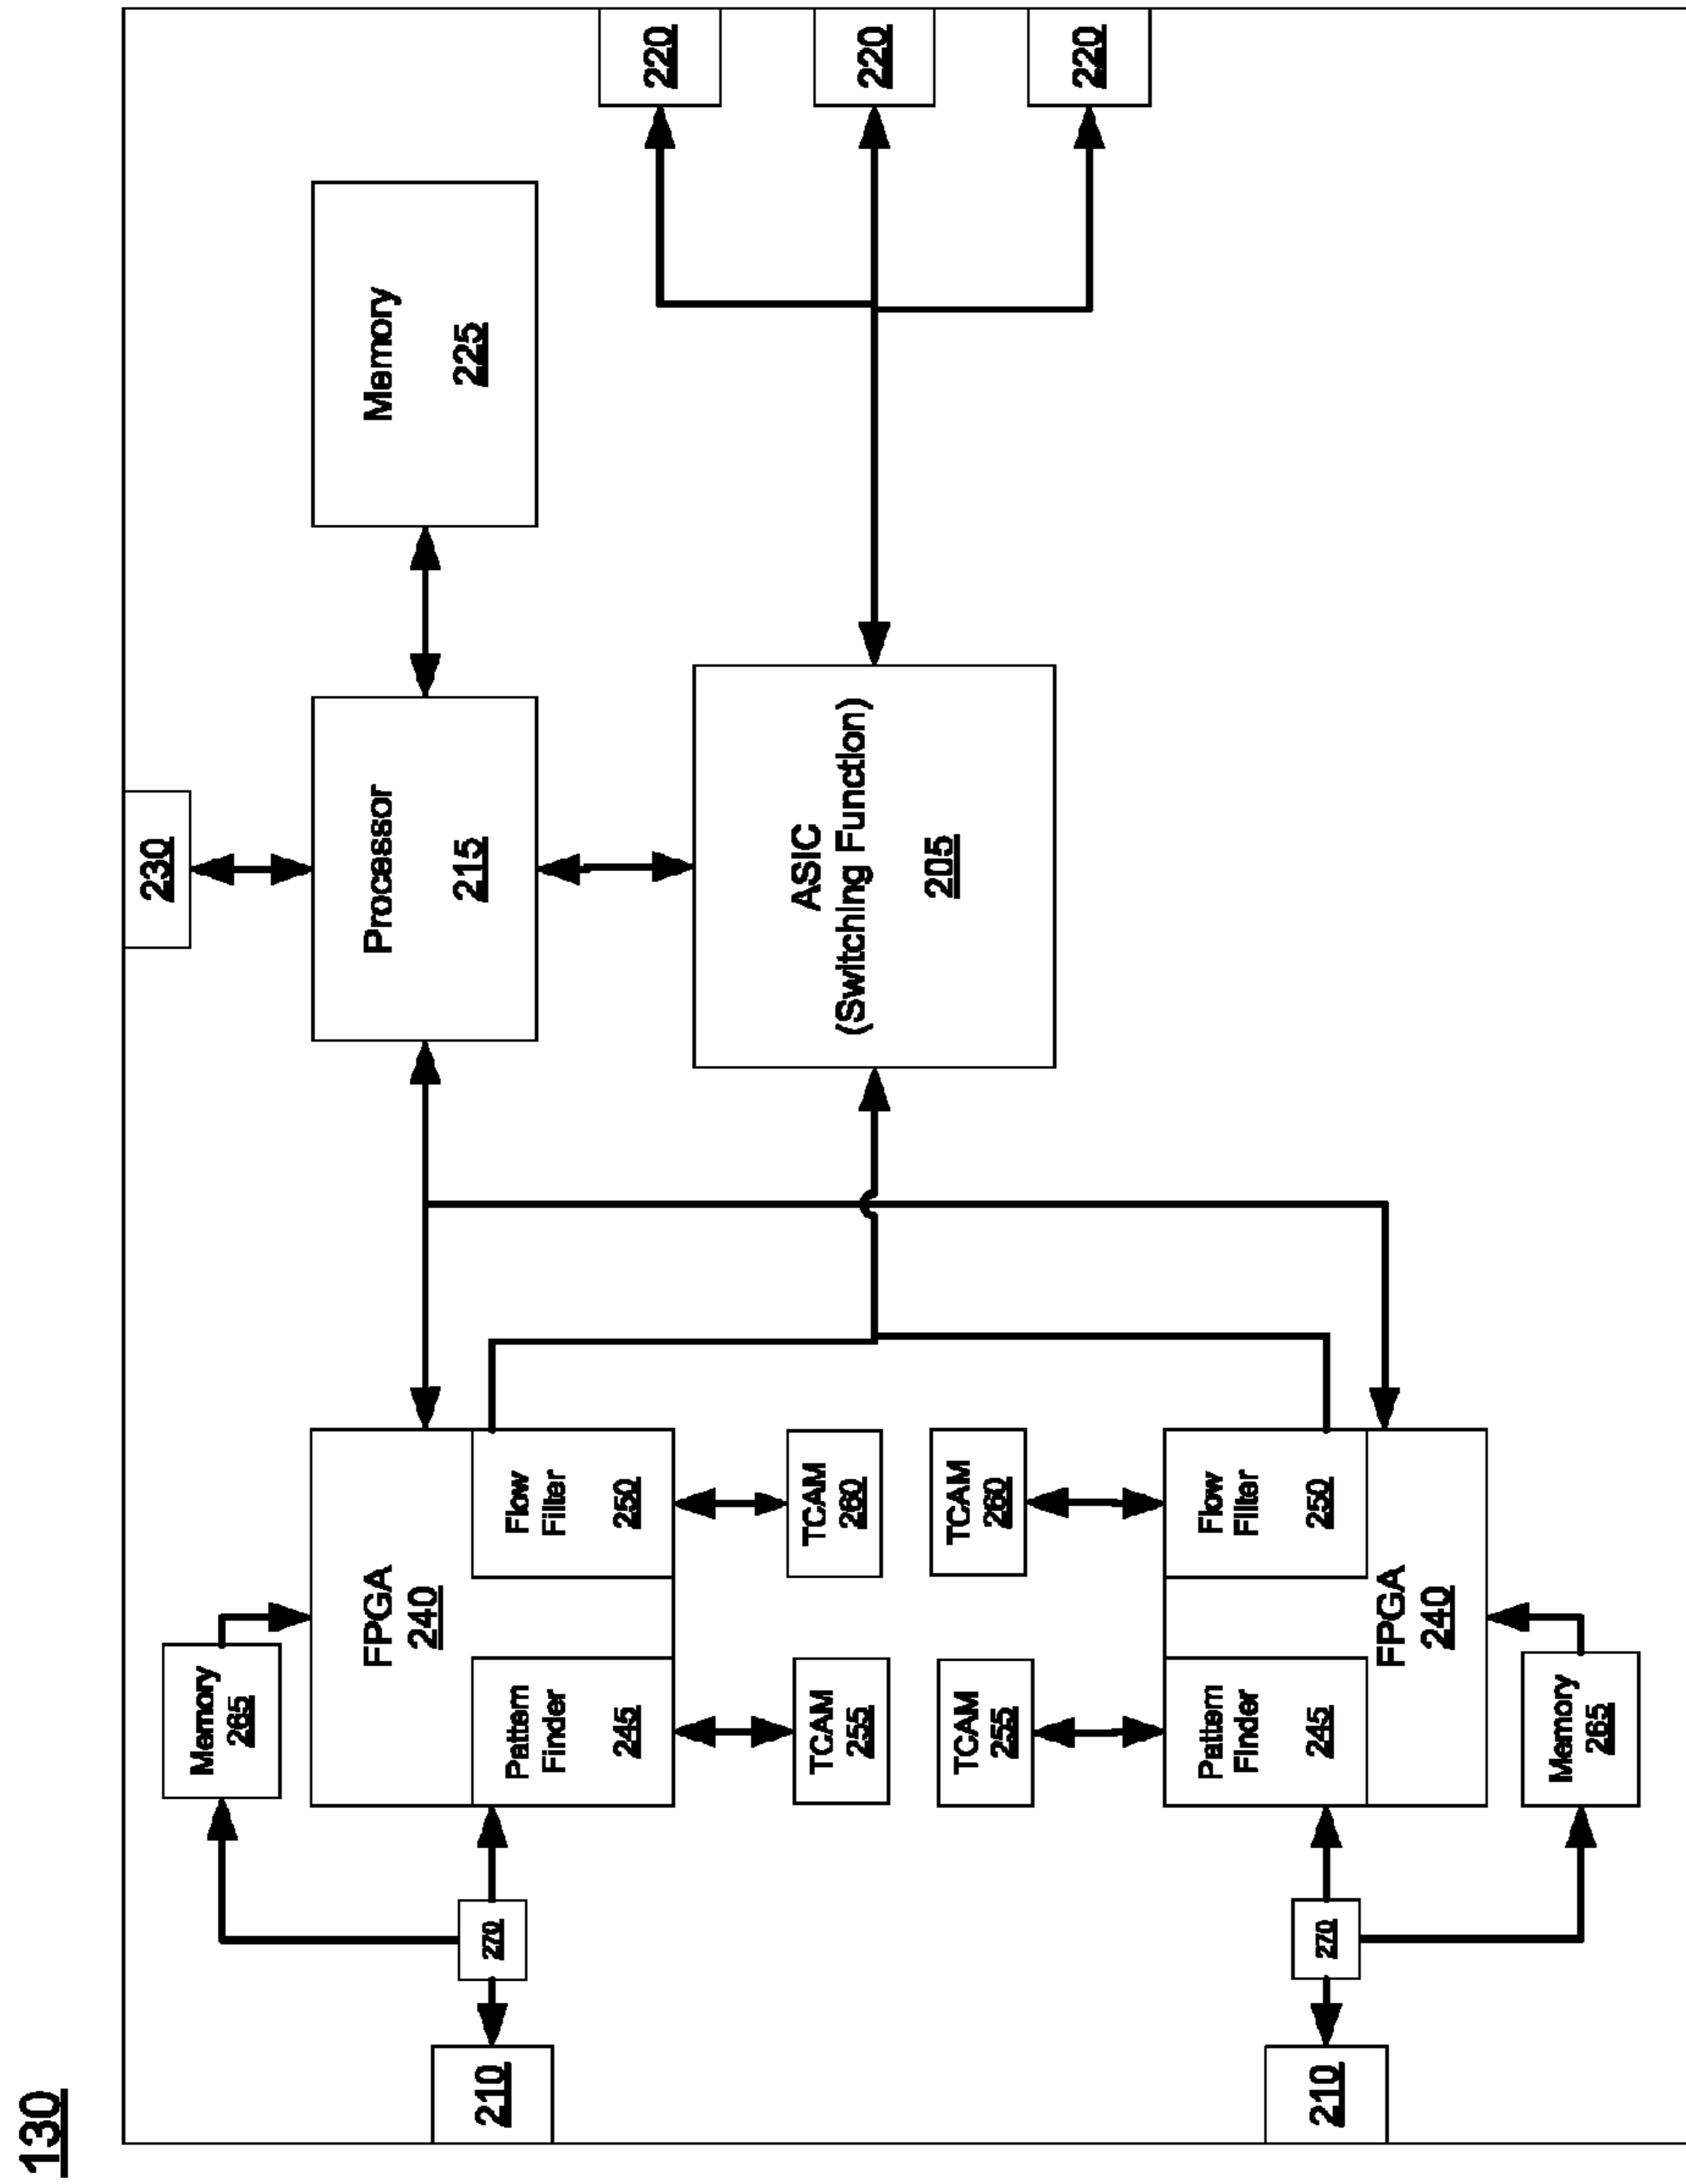 130
230
Processor
215
Memory
225
220
220
220
ASIC
(Switching Function)
205
Memory
265
FPGA
240
Pattern
Finder
245
Flow
Filter
250
210
270
TCAM
255
TCAM
260
TCAM
255
TCAM
260
210
270
Pattern
Finder
245
Flow
Filter
250
FPGA
240
Memory
265